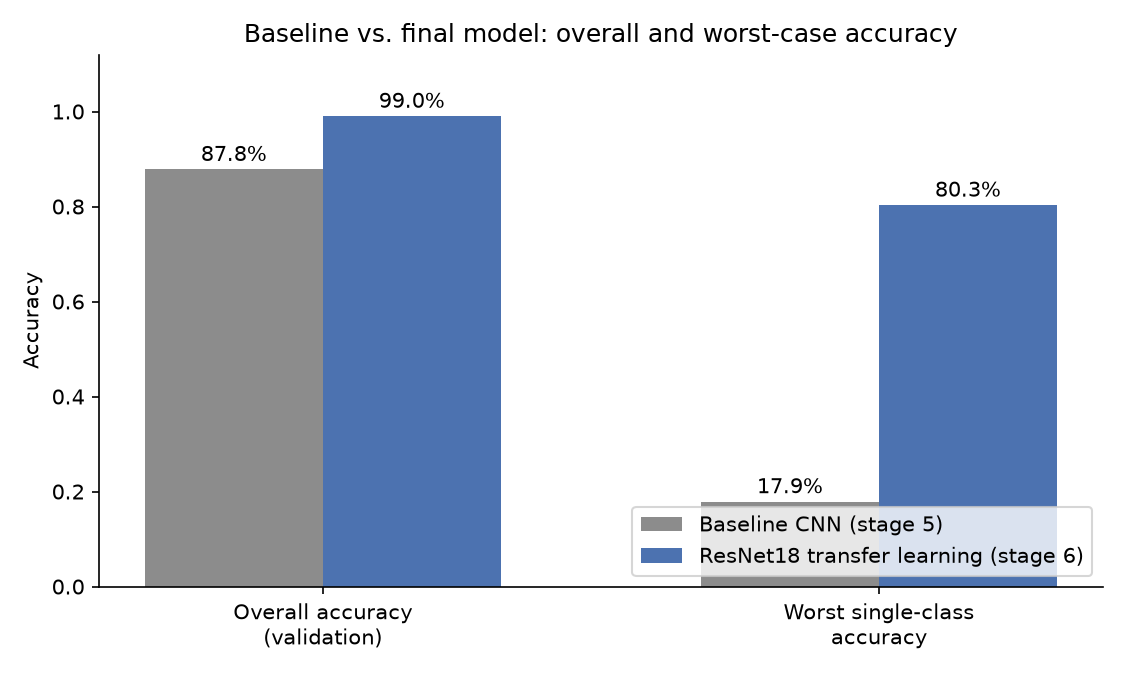 Baseline vs. final model: overall and worst-case accuracy
Accuracy
1.0
0.8
0.6
0.4
0.2
0.0
87.8%
99.0%
17.9%
80.3%
Baseline CNN (stage 5)
ResNet18 transfer learning (stage 6)
Overall accuracy
(validation)
Worst single-class
accuracy